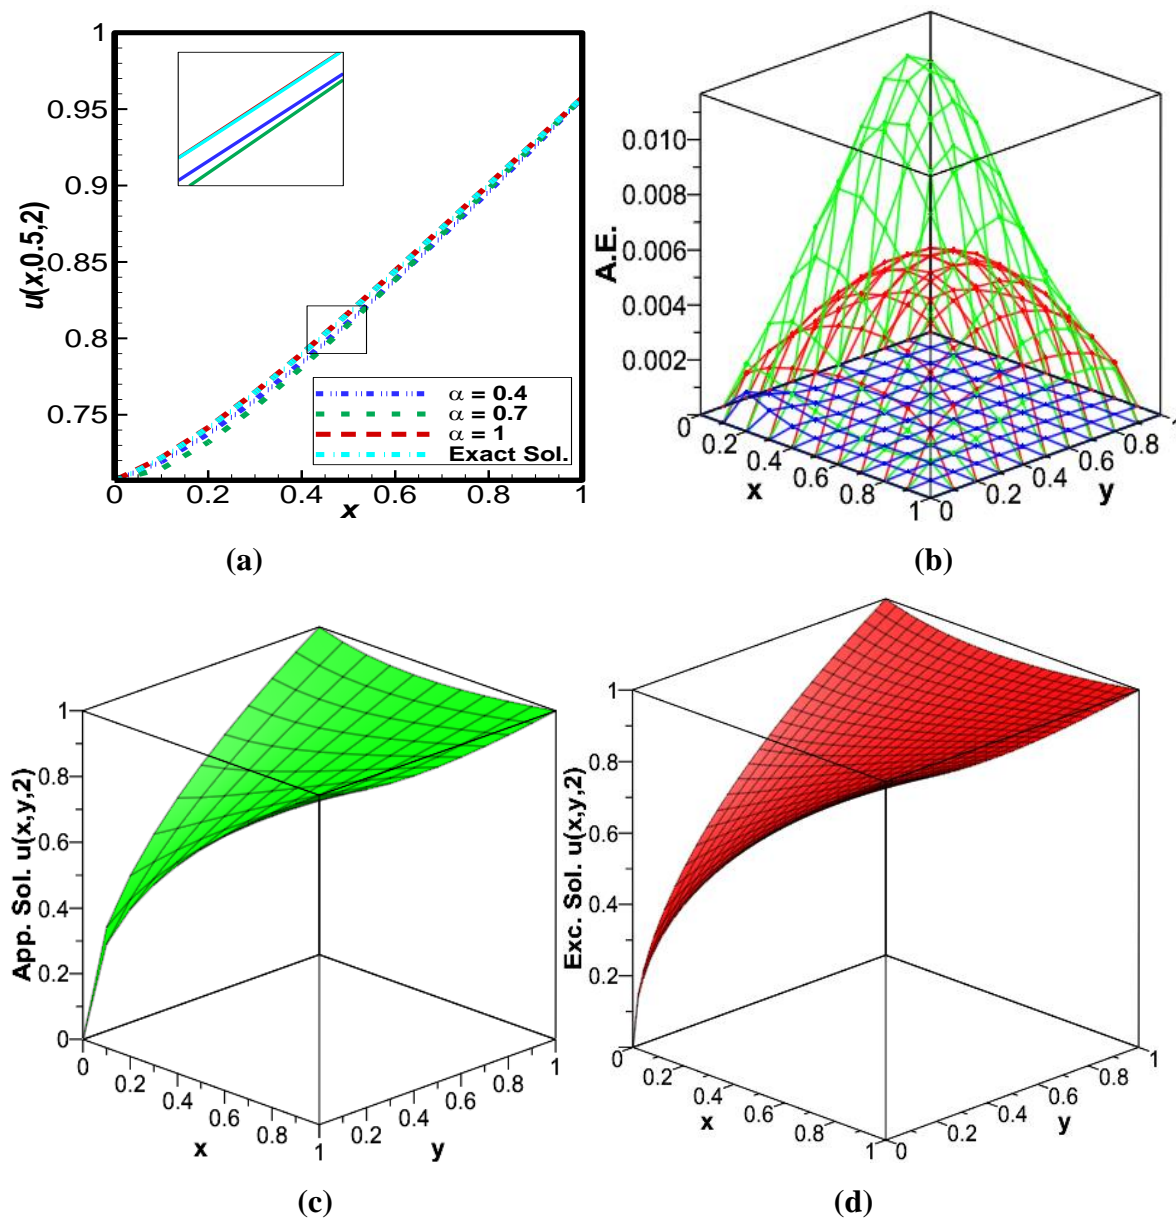 1
0.95
0.9
0.85
0.8
0.75
u(x,0.5,2)
α = 0.4
α = 0.7
α = 1
Exact Sol.
0 0.2 0.4 0.6 0.8 1
x
(a)
0.010
0.008
0.006
0.004
0.002
A.E.
0 0.2 0.4 0.6 0.8 1
x
0 0.2 0.4 0.6 0.8 1
y
(b)
1
0.8
0.6
0.4
0.2
0
App. Sol. u(x,y,2)
0 0.2 0.4 0.6 0.8 1
x
0.2 0.4 0.6 0.8 1
y
(c)
1
0.8
0.6
0.4
0.2
Exc. Sol. u(x,y,2)
0 0.2 0.4 0.6 0.8 1
x
0 0.2 0.4 0.6 0.8 1
y
(d)